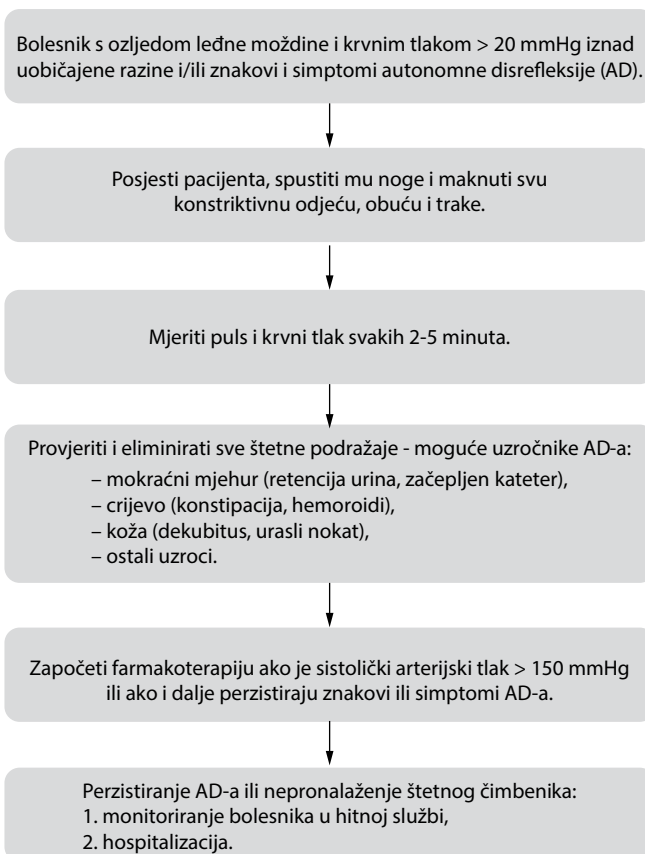 Bolesnik s ozljedom leđne moždine i krvnim tlakom > 20 mmHg iznad
uobičajene razine i/ili znakovi i simptomi autonomne disrefleksije (AD).
Posjesti pacijenta, spustiti mu noge i maknuti svu
konstriktivnu odjeću, obuću i trake.
Mjeriti puls i krvni tlak svakih 2-5 minuta.
Provjeriti i eliminirati sve štetne podražaje - moguće uzročnike AD-a:
– mokraćni mjehur (retencija urina, začepljen kateter),
– crijevo (konstipacija, hemoroidi),
– koža (dekubitus, urasli nokat),
– ostali uzroci.
Započeti farmakoterapiju ako je sistolički arterijski tlak > 150 mmHg
ili ako i dalje perzistiraju znakovi ili simptomi AD-a.
Perzistiranje AD-a ili nepronalaženje štetnog čimbenika:
1. monitoriranje bolesnika u hitnoj službi,
2. hospitalizacija.